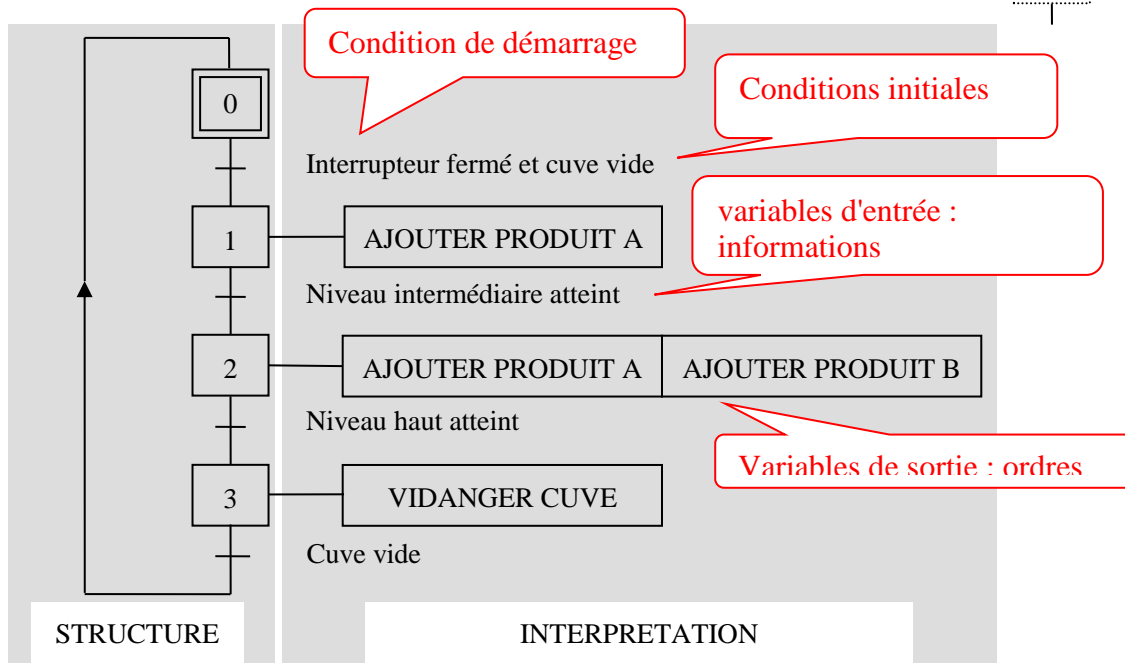 Condition de démarrage
Conditions initiales
0
Interrupteur fermé et cuve vide
variables d'entrée :
informations
1
AJOUTER PRODUIT A
Niveau intermédiaire atteint
2
AJOUTER PRODUIT A
AJOUTER PRODUIT B
Niveau haut atteint
Variables de sortie : ordres
3
VIDANGER CUVE
Cuve vide
STRUCTURE
INTERPRETATION